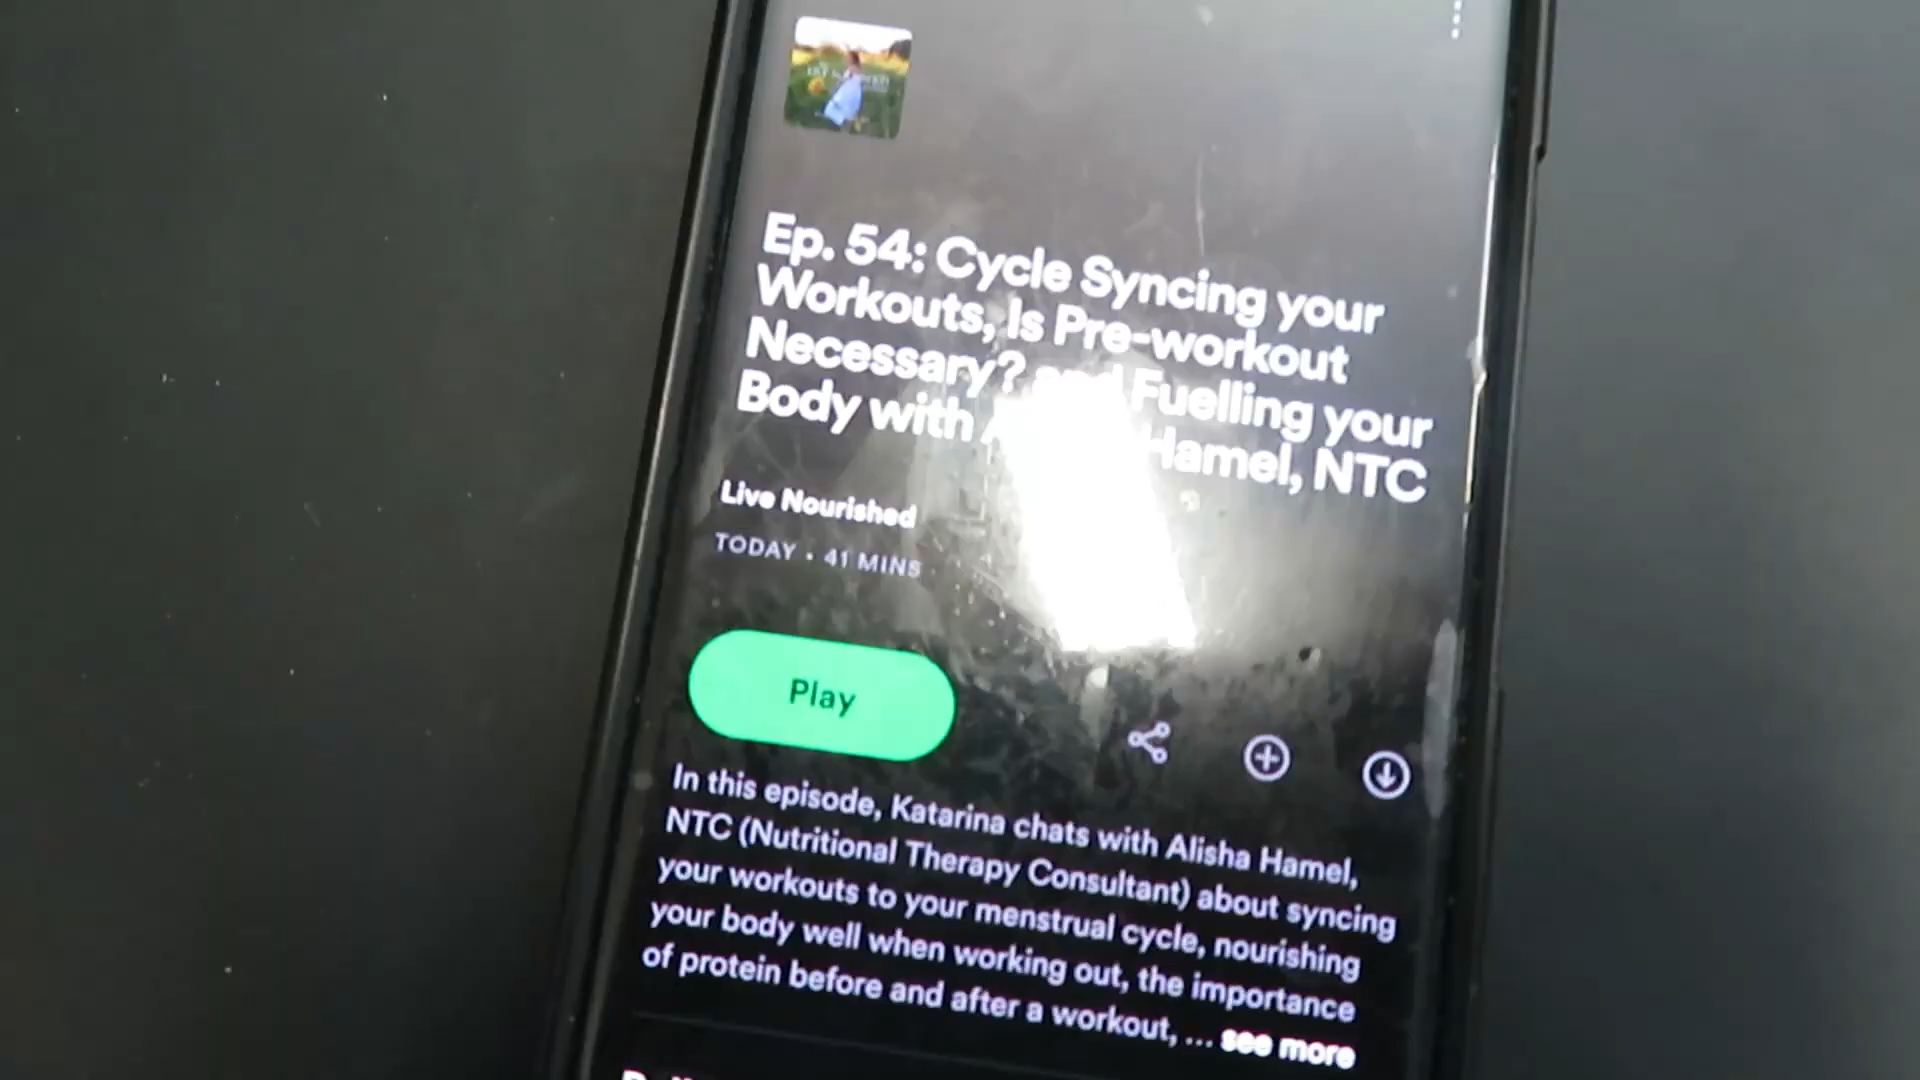 Ep. 54: Cycle Syncing your
Workouts, Is Pre-workout
Necessary? and Fuelling your
Body with Hamel, NTC
Live Nourished
TODAY • 41 MINS
Play
In this episode, Katarina chats with Alisha Hamel,
NTC (Nutritional Therapy Consultant) about syncing
your workouts to your menstrual cycle, nourishing
your body well when working out, the importance
of protein before and after a workout, ... see more